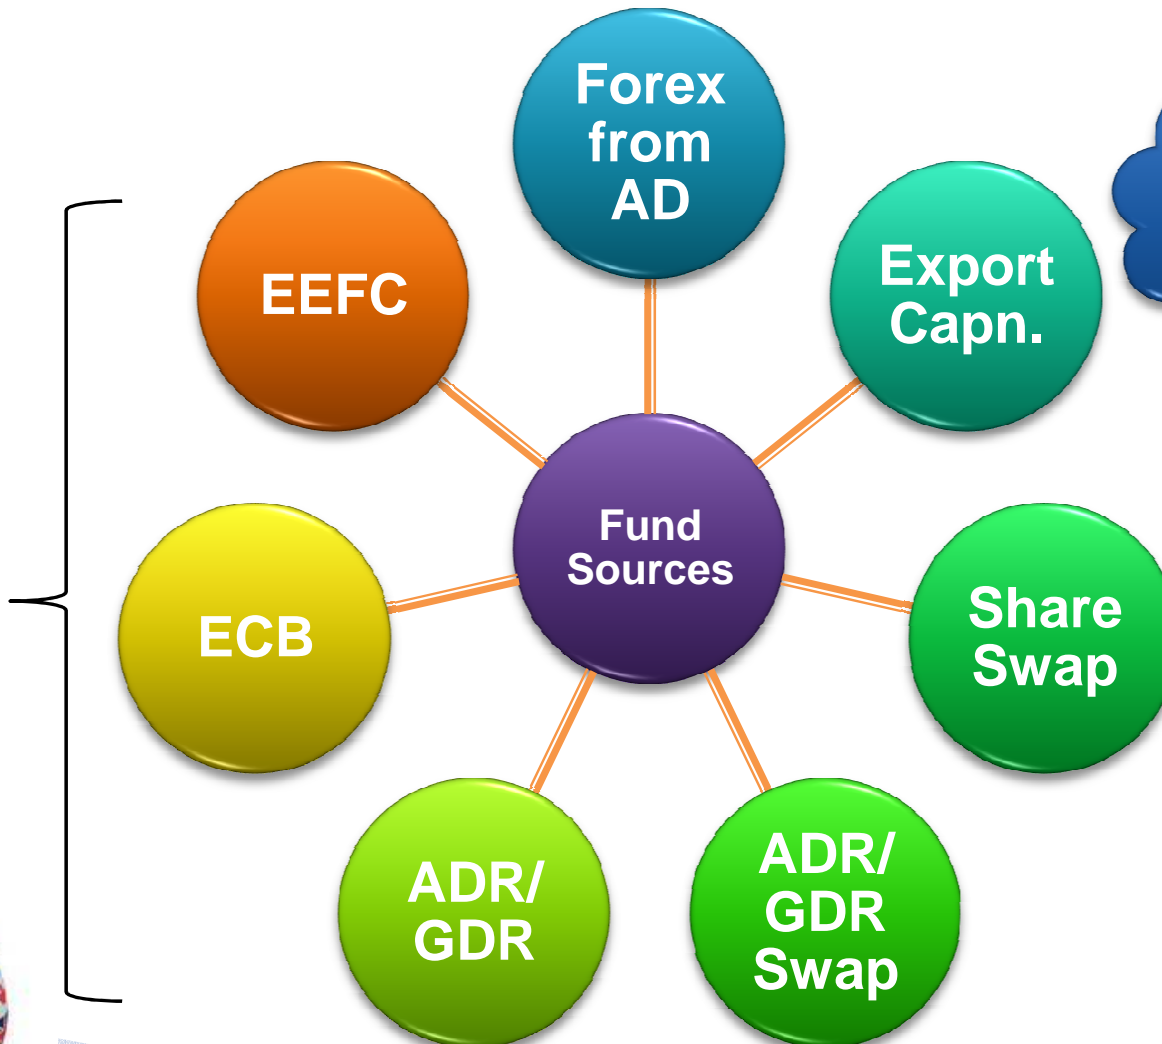 Forex
from
AD
EEFC
Export
Capn.
Fund
Sources
ECB
Share
Swap
ADR/
GDR
ADR/
GDR
Swap